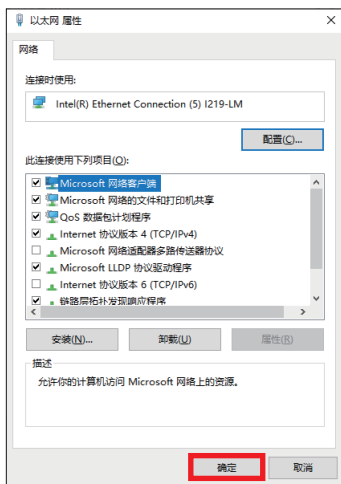 以太网 属性
网络
连接时使用:
Intel(R) Ethernet Connection (5) I219-LM
配置(C)...
此连接使用下列项目(O):
Microsoft 网络客户端
Microsoft 网络的文件和打印机共享
QoS 数据包计划程序
Internet 协议版本 4 (TCP/IPv4)
Microsoft 网络适配器多路传送器协议
Microsoft LLDP 协议驱动程序
Internet 协议版本 6 (TCP/IPv6)
链路层拓扑发现响应程序
安装(N)... 卸载(U) 属性(R)
描述
允许你的计算机访问 Microsoft 网络上的资源。
确定 取消